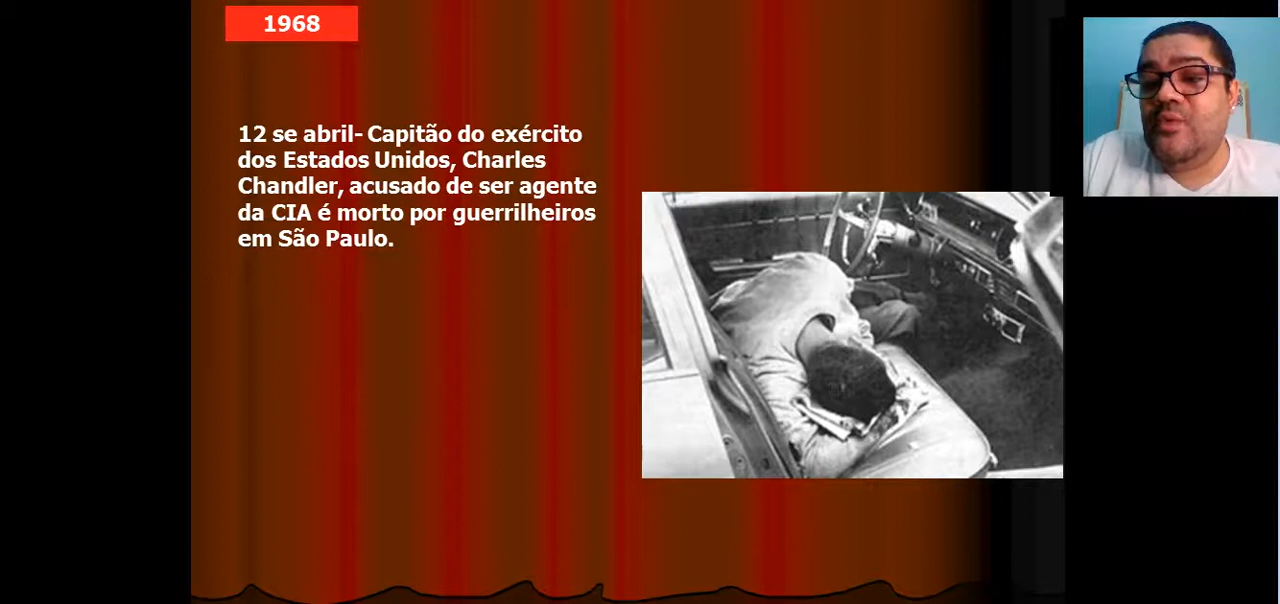 1968
12 se abril- Capitão do exército
dos Estados Unidos, Charles
Chandler, acusado de ser agente
da CIA é morto por guerrilheiros
em São Paulo.